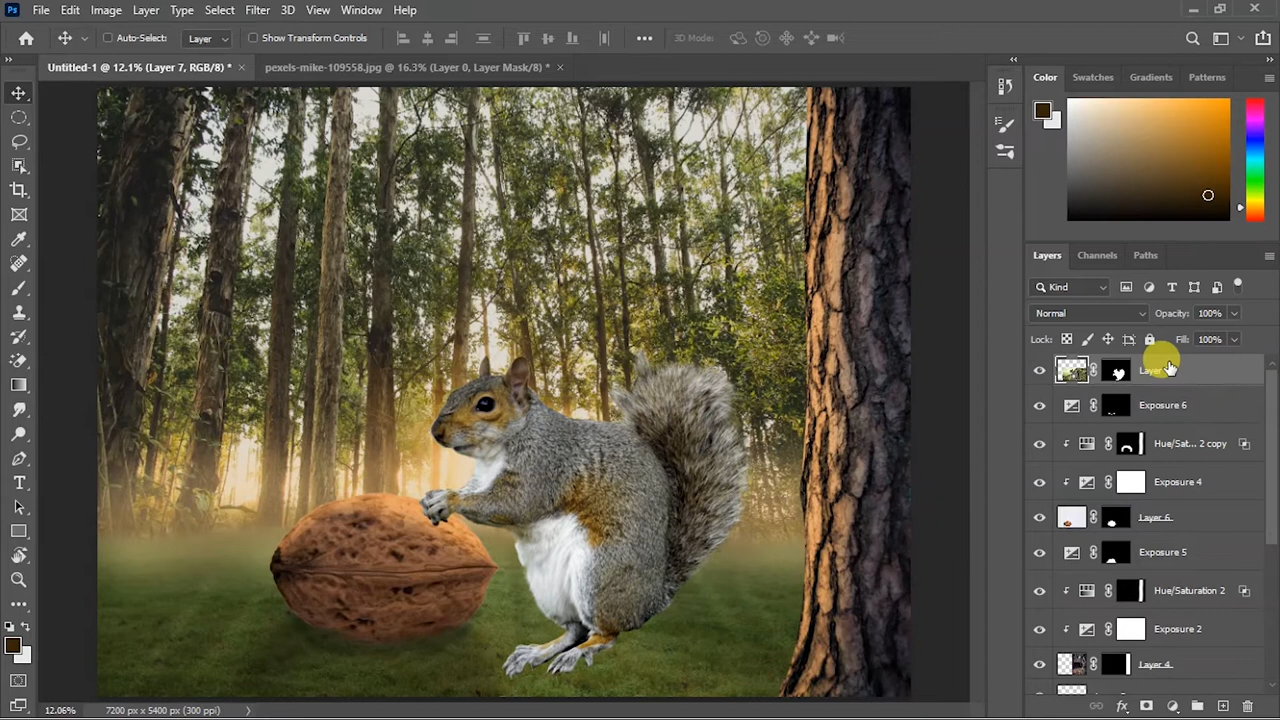 Ps File Edit Image Layer Type Select Filter 3D View Window Help
Auto-Select: Layer Show Transform Controls 3D Mode:
Untitled-1 @ 12.1% (Layer 7, RGB/8) * × pexels-mike-109558.jpg @ 16.3% (Layer 0, Layer Mask/8) * ×
Color Swatches Gradients Patterns
Layers Channels Paths
Kind
Normal Opacity: 100%
Lock: Fill: 100%
Exposure 6
Hue/Sat... 2 copy
Exposure 4
Layer 6
Exposure 5
Hue/Saturation 2
Exposure 2
Layer 4
12.06% 7200 px x 5400 px (300 ppi)
fx